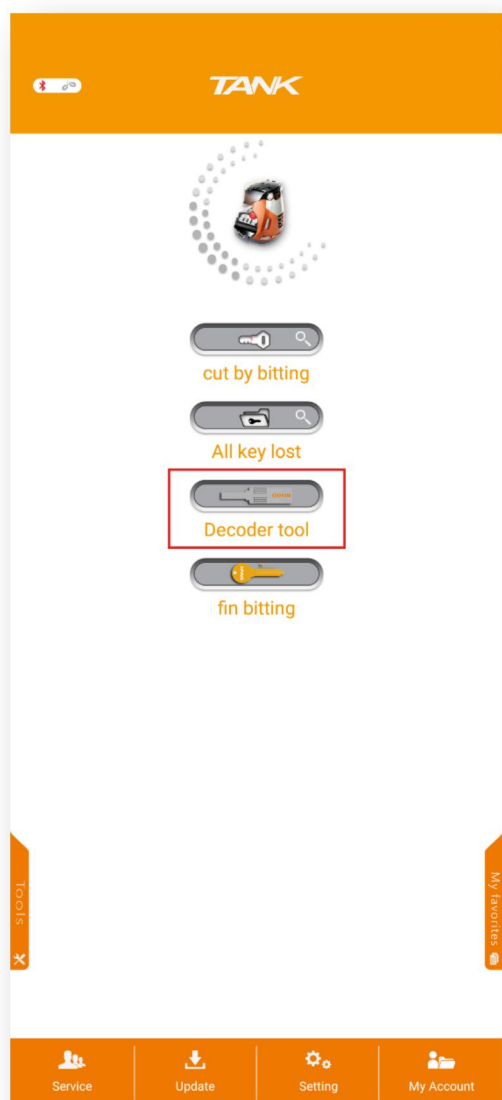 TANK
cut by bitting
All key lost
Decoder tool
fin bitting
Tools
My favorites
Service
Update
Setting
My Account